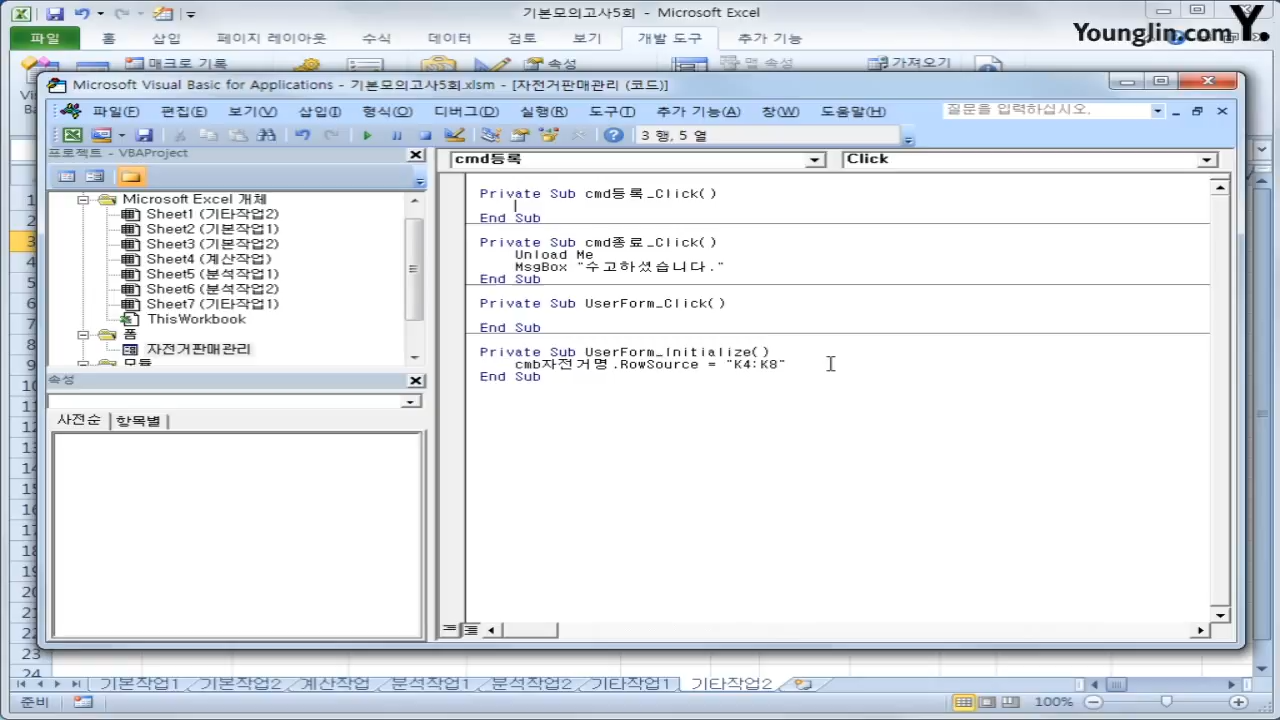 기본모의고사5회 - Microsoft Excel
Younglin.com Y.
파일 홈 삽입 페이지 레이아웃 수식 데이터 검토 보기 개발 도구 추가 기능
매크로 기록 속성 맵 속성 가져오기
Microsoft Visual Basic for Applications - 기본모의고사5회.xlsm - [자전거판매관리 (코드)]
파일(F) 편집(E) 보기(V) 삽입(I) 형식(O) 디버그(D) 실행(R) 도구(T) 추가 기능(A) 창(W) 도움말(H) 질문을 입력하십시오.
3 행, 5 열
프로젝트 - VBAProject
Microsoft Excel 개체
Sheet1 (기타작업2)
Sheet2 (기본작업1)
Sheet3 (기본작업2)
Sheet4 (계산작업)
Sheet5 (분석작업1)
Sheet6 (분석작업2)
Sheet7 (기타작업1)
ThisWorkbook
폼
자전거판매관리
모듈
속성
사전순 항목별
cmd등록 Click
Private Sub cmd등록_Click()
End Sub
Private Sub cmd종료_Click()
Unload Me
MsgBox "수고하셨습니다."
End Sub
Private Sub UserForm_Click()
End Sub
Private Sub UserForm_Initialize()
cmb자전거명.RowSource = "K4:K8"
End Sub
23
24
기본작업1 기본작업2 계산작업 분석작업1 분석작업2 기타작업1 기타작업2
준비 100%